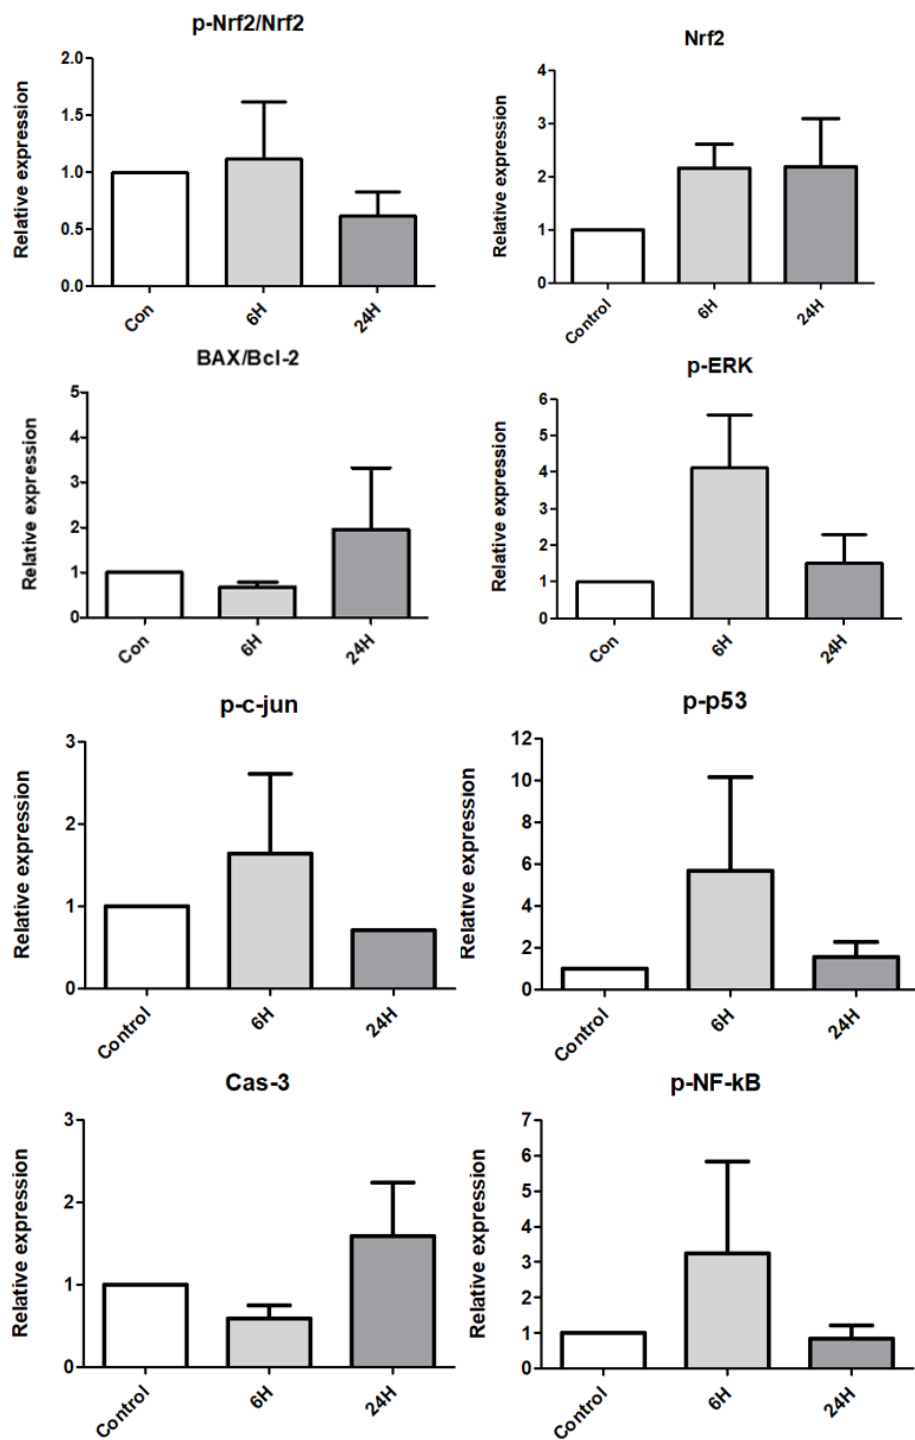 p-Nrf2/Nrf2
Relative expression
2.0
1.5
1.0
0.5
0.0
Con
6H
24H
Nrf2
Relative expression
4
3
2
1
0
Control
6H
24H
BAX/Bcl-2
Relative expression
5
4
3
2
1
0
Con
6H
24H
p-ERK
Relative expression
6
5
4
3
2
1
0
Con
6H
24H
p-c-jun
Relative expression
3
2
1
0
Control
6H
24H
p-p53
Relative expression
12
10
8
6
4
2
0
Control
6H
24H
Cas-3
Relative expression
3
2
1
0
Control
6H
24H
p-NF-kB
Relative expression
7
6
5
4
3
2
1
0
Control
6H
24H